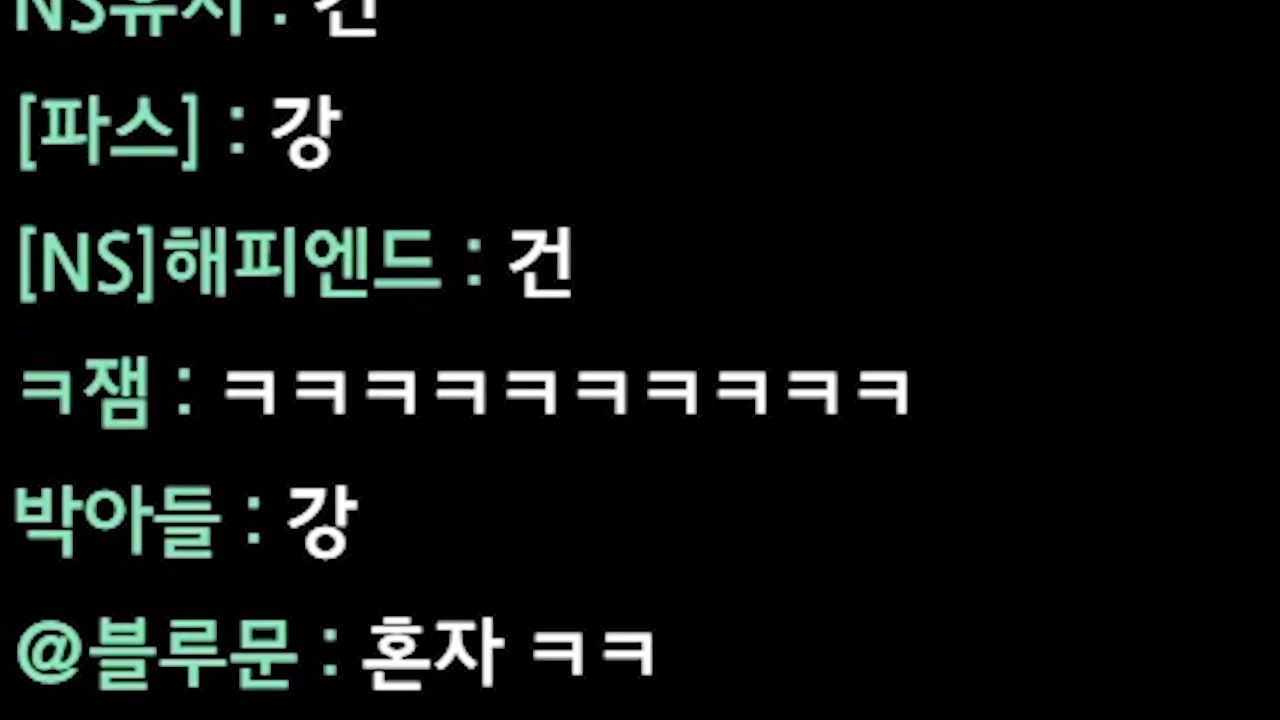 [파스] : 강
[NS]해피엔드 : 건
ㅋ잼 : ㅋㅋㅋㅋㅋㅋㅋㅋㅋㅋ
박아들 : 강
@블루문 : 혼자 ㅋㅋ